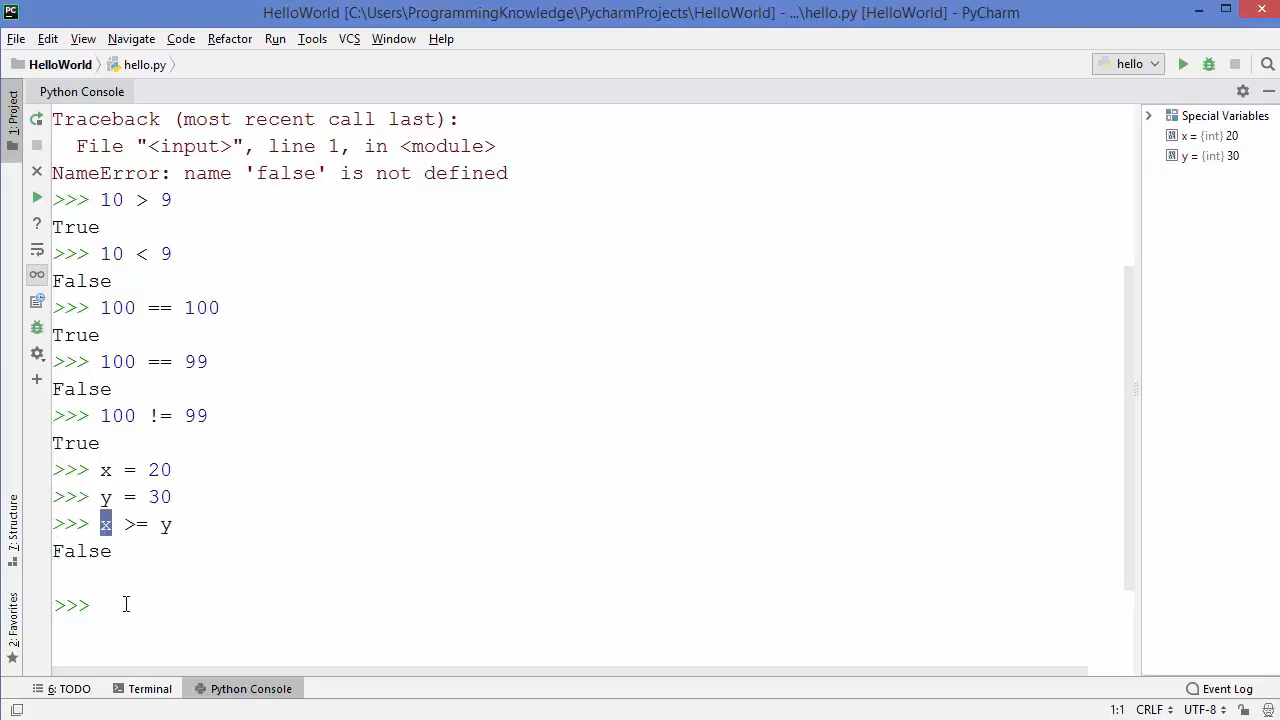 PC
HelloWorld [C:\Users\ProgrammingKnowledge\PycharmProjects\HelloWorld] - ...\hello.py [HelloWorld] - PyCharm
File Edit View Navigate Code Refactor Run Tools VCS Window Help
HelloWorld hello.py hello
1: Project
Python Console
Traceback (most recent call last):
File "<input>", line 1, in <module>
NameError: name 'false' is not defined
>>> 10 > 9
True
>>> 10 < 9
False
>>> 100 == 100
True
>>> 100 == 99
False
>>> 100 != 99
True
>>> x = 20
>>> y = 30
>>> x >= y
False
>>>
Special Variables
x = {int} 20
y = {int} 30
7: Structure
2: Favorites
6: TODO Terminal Python Console Event Log
1:1 CRLF UTF-8